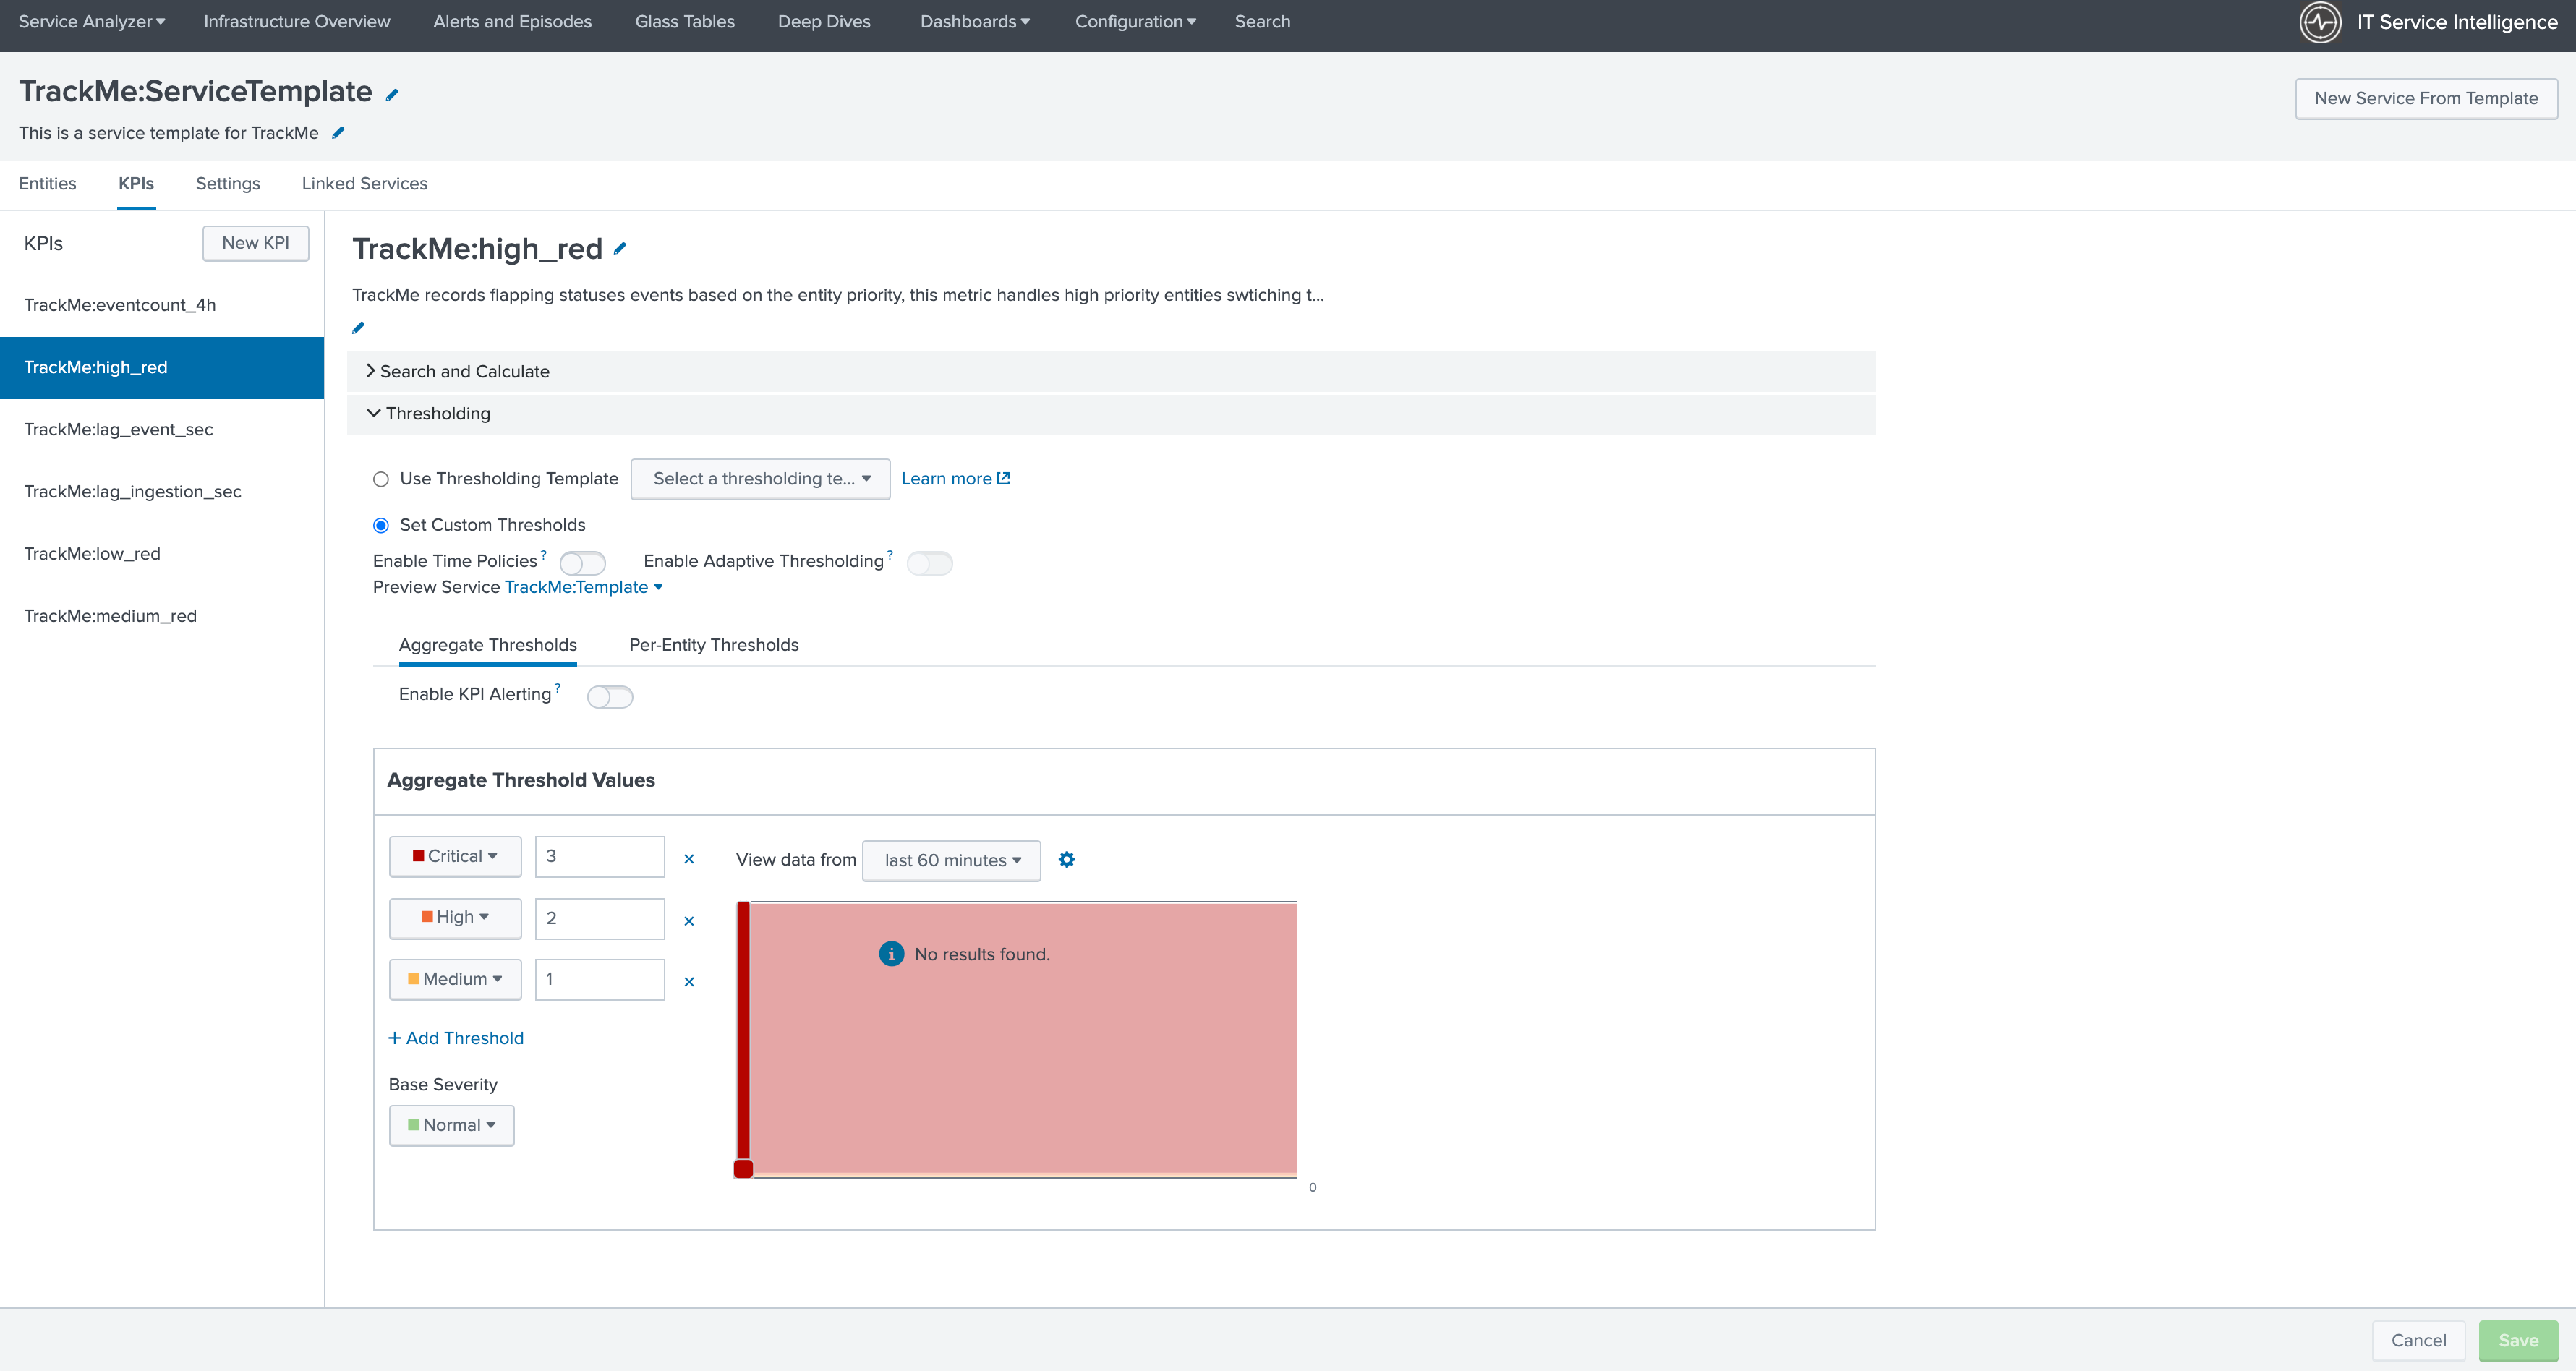 Service Analyzer Infrastructure Overview Alerts and Episodes Glass Tables Deep Dives Dashboards Configuration Search IT Service Intelligence
TrackMe:ServiceTemplate
New Service From Template
This is a service template for TrackMe
Entities KPIs Settings Linked Services
KPIs
New KPI
TrackMe:eventcount_4h
TrackMe:high_red
TrackMe:lag_event_sec
TrackMe:lag_ingestion_sec
TrackMe:low_red
TrackMe:medium_red
TrackMe:high_red
TrackMe records flapping statuses events based on the entity priority, this metric handles high priority entities swtiching t...
Search and Calculate
Thresholding
Use Thresholding Template Select a thresholding te... Learn more
Set Custom Thresholds
Enable Time Policies ? Enable Adaptive Thresholding ?
Preview Service TrackMe:Template
Aggregate Thresholds Per-Entity Thresholds
Enable KPI Alerting ?
Aggregate Threshold Values
Critical 3 ×
High 2 ×
Medium 1 ×
+ Add Threshold
Base Severity
Normal
View data from last 60 minutes
i No results found.
0
Cancel Save